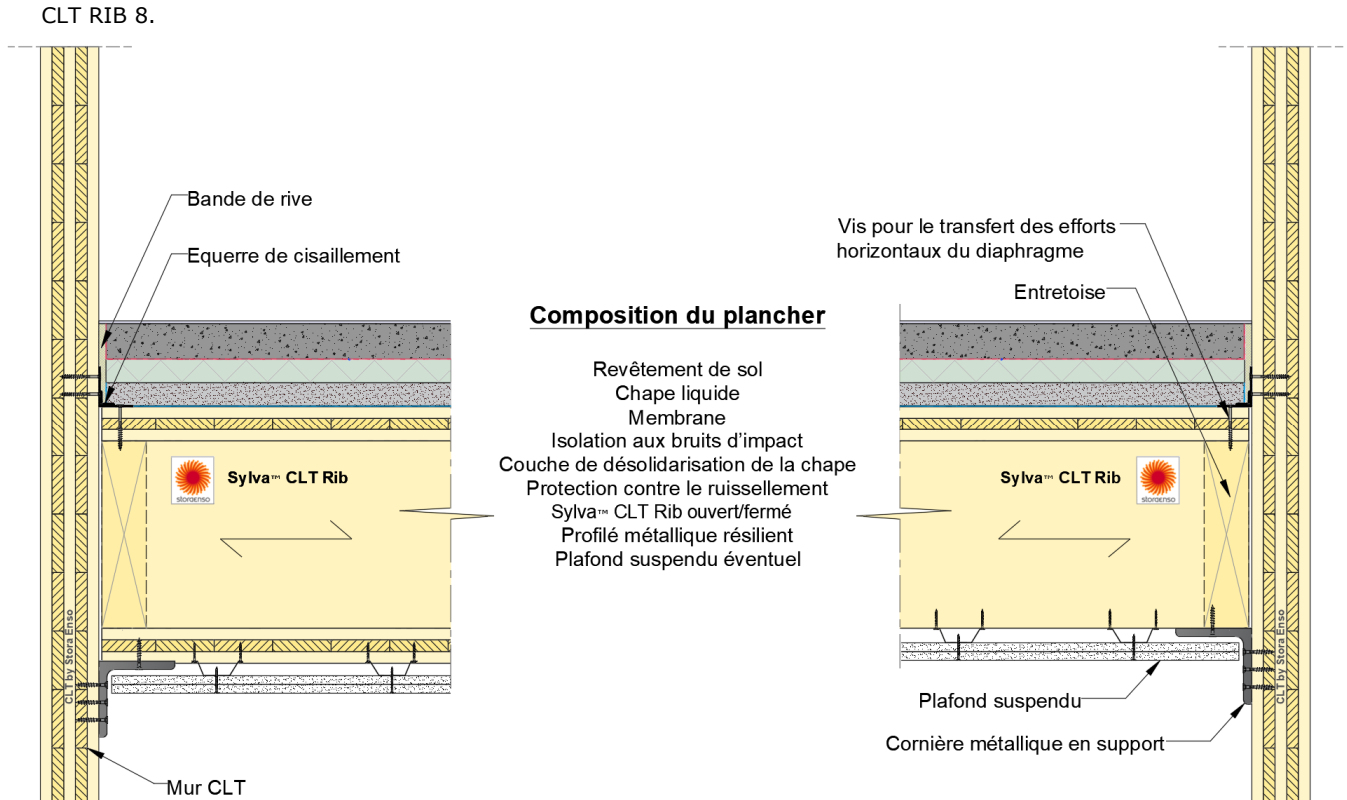 CLT RIB 8.
Bande de rive
Equerre de cisaillement
Vis pour le transfert des efforts
horizontaux du diaphragme
Entretoise
Composition du plancher
Revêtement de sol
Chape liquide
Membrane
Isolation aux bruits d'impact
Couche de désolidarisation de la chape
Protection contre le ruissellement
Sylva™ CLT Rib ouvert/fermé
Profilé métallique résilient
Plafond suspendu éventuel
storaenso
Sylva™ CLT Rib
Sylva™ CLT Rib
storaenso
CLT by Stora Enso
CLT by Stora Enso
Plafond suspendu
Cornière métallique en support
Mur CLT